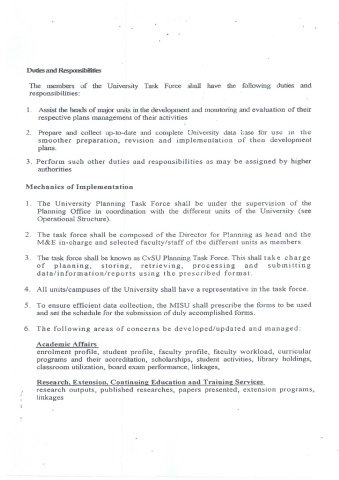 Duties and Responsibilities
The members of the University Task Force shall have the following duties and
responsibilities:
1. Assist the heads of major units in the development and monitoring and evaluation of their
respective plans management of their activities
2. Prepare and collect up-to-date and complete University data base for use in the
smoother preparation, revision and implementation of then development
plans.
3. Perform such other duties and responsibilities as may be assigned by higher
authorities
Mechanics of Implementation
1. The University Planning Task Force shall be under the supervision of the
Planning Office in coordination with the different units of the University (see
Operational Structure).
2. The task force shall be composed of the Director for Planning as head and the
M&E in-charge and selected faculty/staff of the different units as members
3. The task force shall be known as CvSU Planning Task Force. This shall take charge
of planning, storing, retrieving, processing and submitting
data/information/reports using the prescribed format.
4. All units/campuses of the University shall have a representative in the task force.
5. To ensure efficient data collection, the MISU shall prescribe the forms to be used
and set the schedule for the submission of duly accomplished forms.
6. The following areas of concerns be developed/updated and managed:
Academic Affairs
enrolment profile, student profile, faculty profile, faculty workload, curricular
programs and their accreditation, scholarships, student activities, library holdings,
classroom utilization, board exam performance, linkages,
Research, Extension, Continuing Education and Training Services
research outputs, published researches, papers presented, extension programs,
linkages